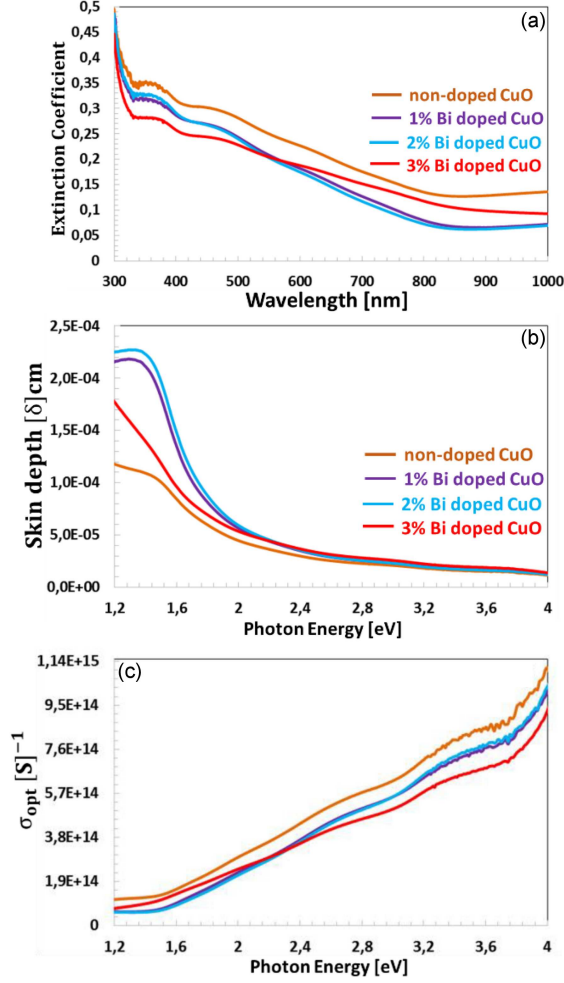 (a)
0,5
0,45
0,4
0,35
0,3
0,25
0,2
0,15
0,1
0,05
0
Extinction Coefficient
non-doped CuO
1% Bi doped CuO
2% Bi doped CuO
3% Bi doped CuO
300 400 500 600 700 800 900 1000
Wavelength [nm]
(b)
2,5E-04
2,0E-04
1,5E-04
1,0E-04
5,0E-05
0,0E+00
Skin depth [δ]cm
non-doped CuO
1% Bi doped CuO
2% Bi doped CuO
3% Bi doped CuO
1,2 1,6 2 2,4 2,8 3,2 3,6 4
Photon Energy [eV]
(c)
1,14E+15
9,5E+14
7,6E+14
5,7E+14
3,8E+14
1,9E+14
0
σopt [S]⁻¹
1,2 1,6 2 2,4 2,8 3,2 3,6 4
Photon Energy [eV]